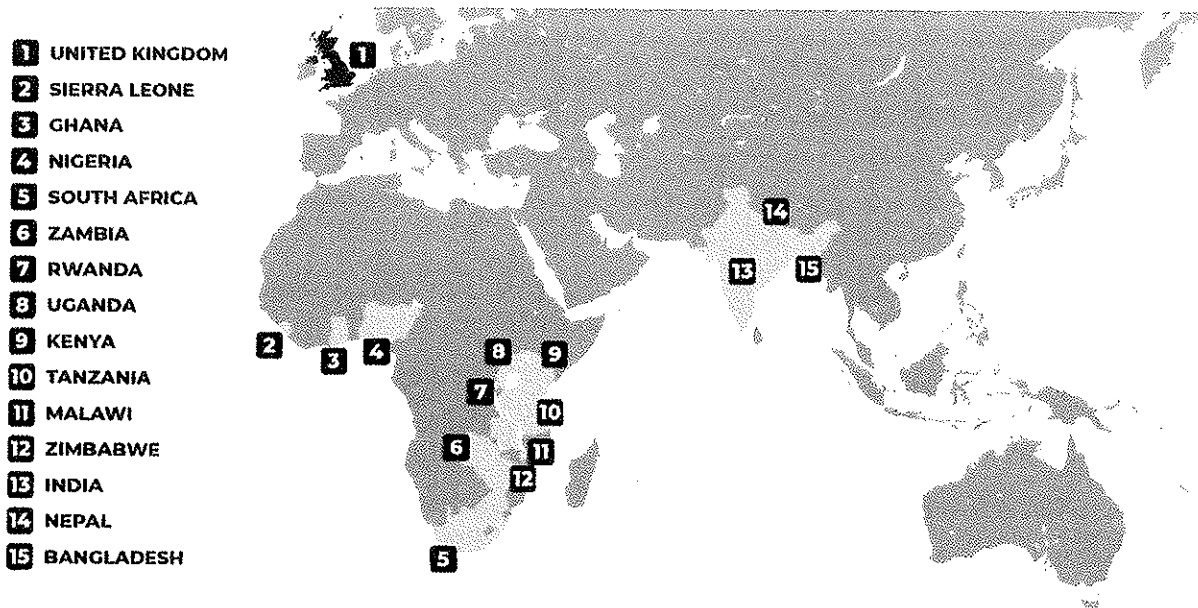 1 UNITED KINGDOM
2 SIERRA LEONE
3 GHANA
4 NIGERIA
5 SOUTH AFRICA
6 ZAMBIA
7 RWANDA
8 UGANDA
9 KENYA
10 TANZANIA
11 MALAWI
12 ZIMBABWE
13 INDIA
14 NEPAL
15 BANGLADESH
1
14
13
15
2
3
4
8
9
7
10
6
11
12
5